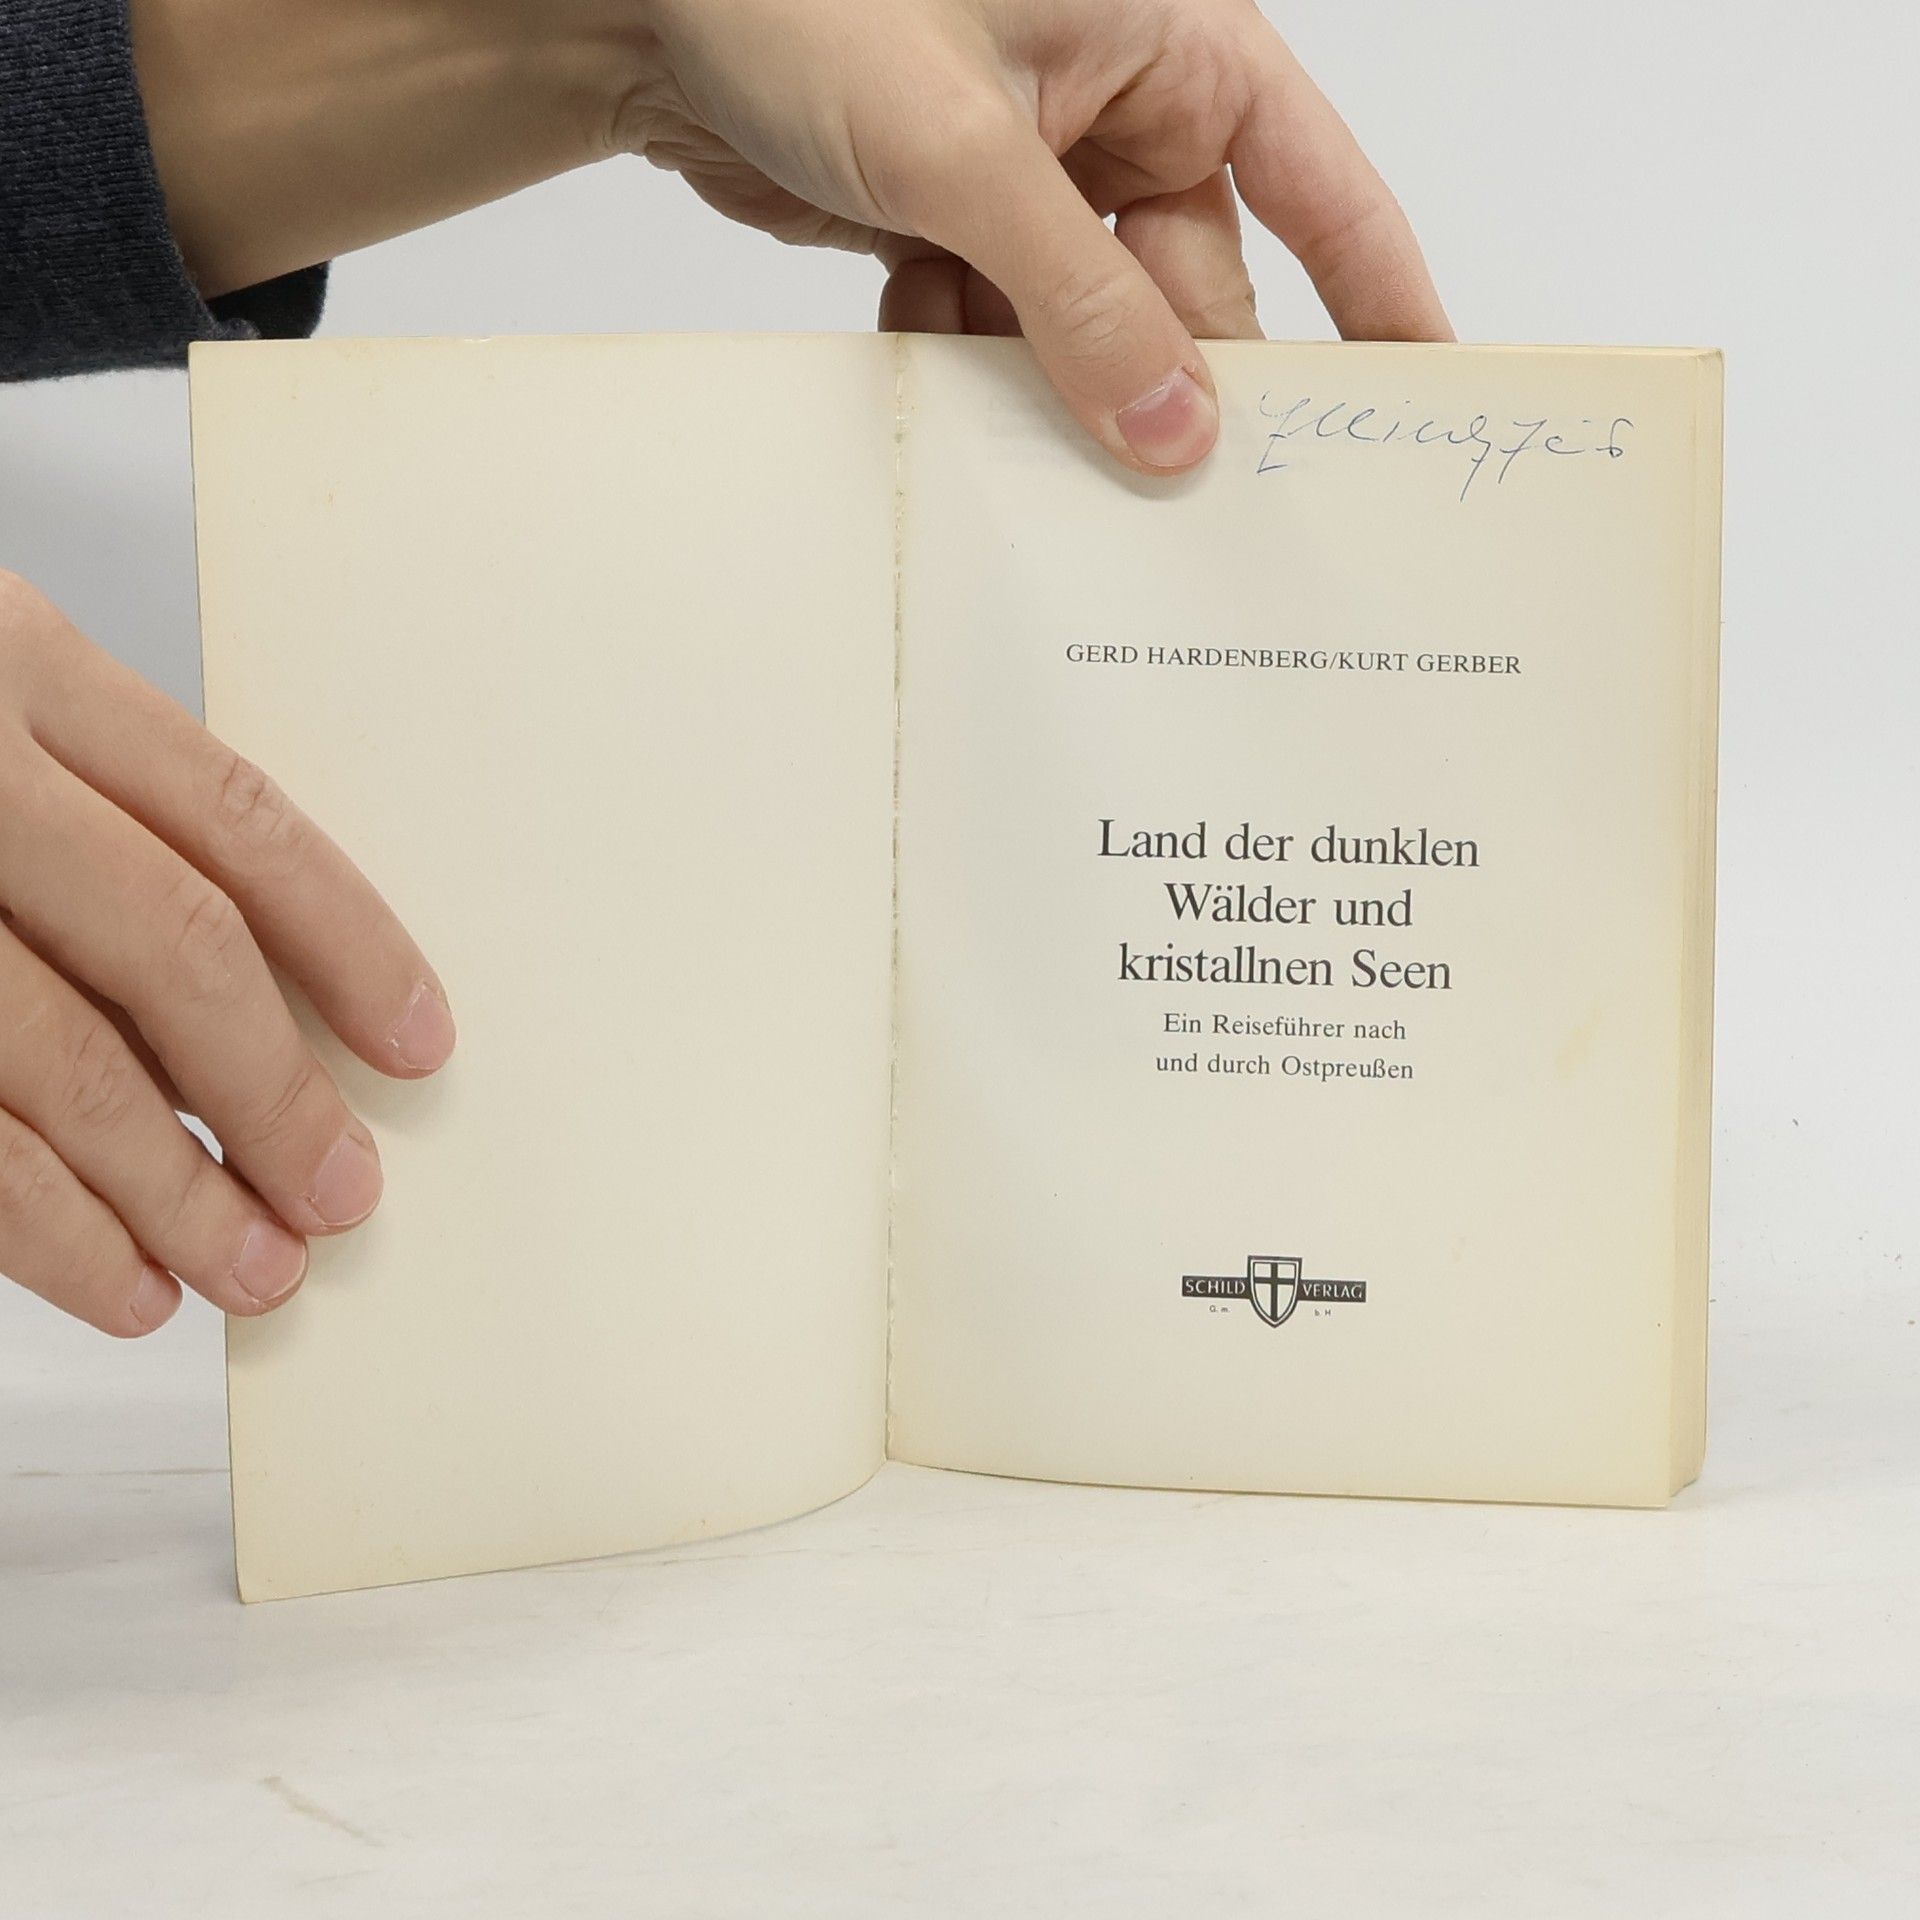 GERD HARDENBERG/KURT GERBER
Land der dunklen
Wälder und
kristallnen Seen
Ein Reiseführer nach
und durch Ostpreußen
SCHILD VERLAG
G. m. b. H